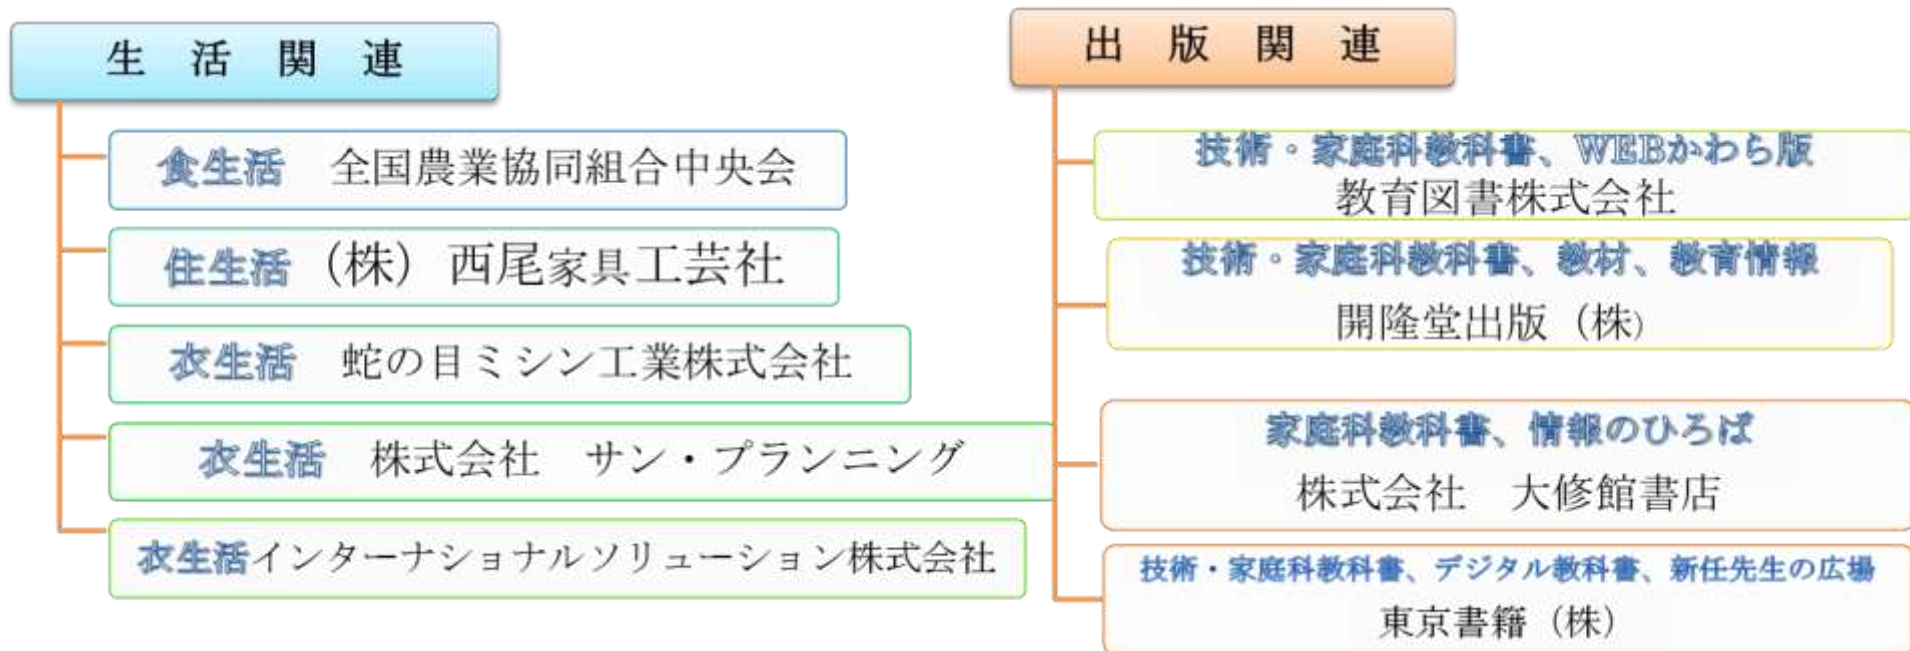 生活関連
食生活 全国農業協同組合中央会
住生活 (株) 西尾家具工芸社
衣生活 蛇の目ミシン工業株式会社
衣生活 株式会社 サン・プランニング
衣生活インターナショナルソリューション株式会社
出版関連
技術・家庭科教科書、WEBかわら版
教育図書株式会社
技術・家庭科教科書、教材、教育情報
開隆堂出版（株）
家庭科教科書、情報のひろば
株式会社 大修館書店
技術・家庭科教科書、デジタル教科書、新任先生の広場
東京書籍（株）